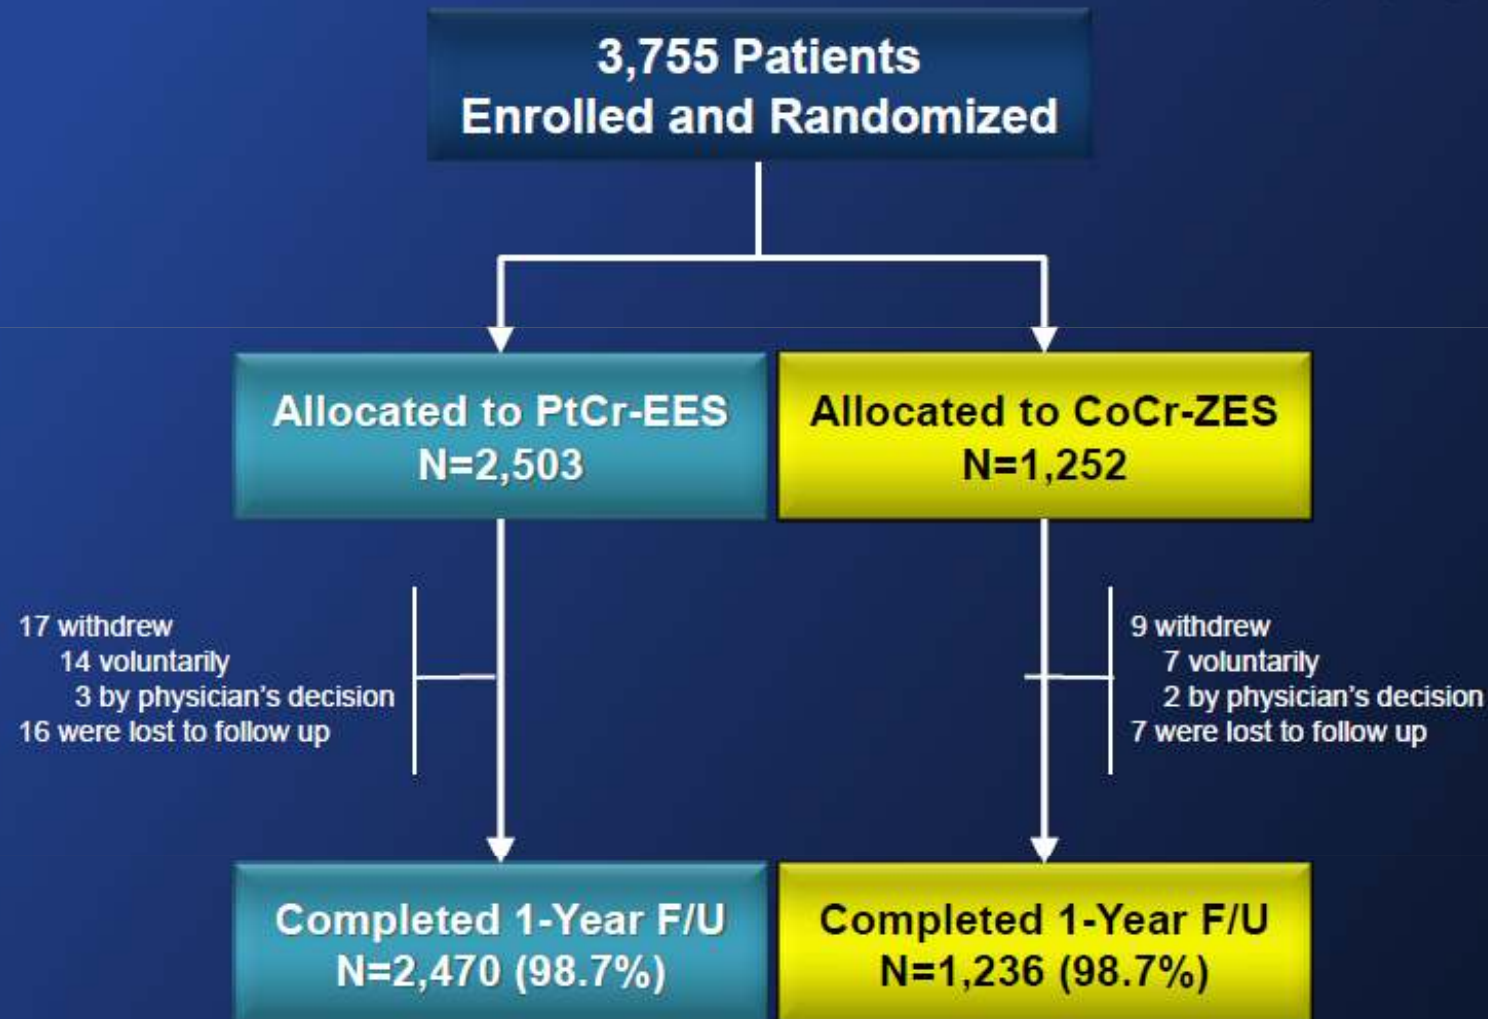 3,755 Patients
Enrolled and Randomized
Allocated to PtCr-EES
N=2,503
Allocated to CoCr-ZES
N=1,252
17 withdrew
14 voluntarily
3 by physician's decision
16 were lost to follow up
9 withdrew
7 voluntarily
2 by physician's decision
7 were lost to follow up
Completed 1-Year F/U
N=2,470 (98.7%)
Completed 1-Year F/U
N=1,236 (98.7%)